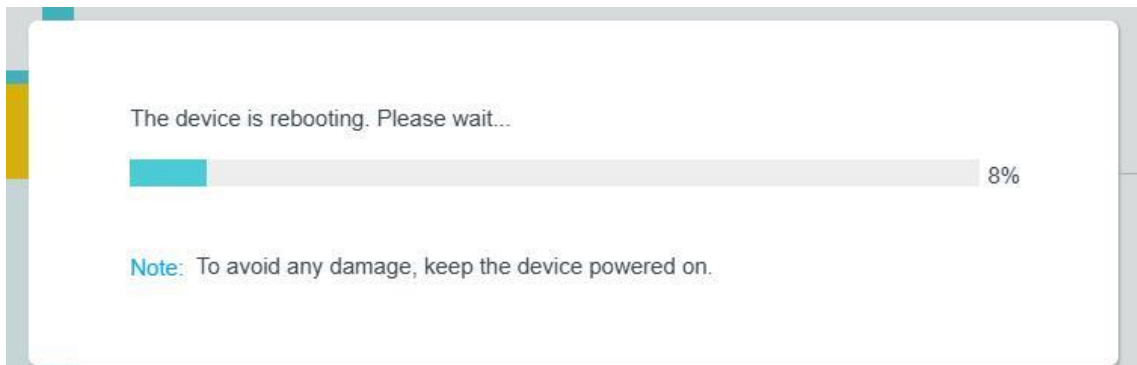 The device is rebooting. Please wait...
8%
Note: To avoid any damage, keep the device powered on.